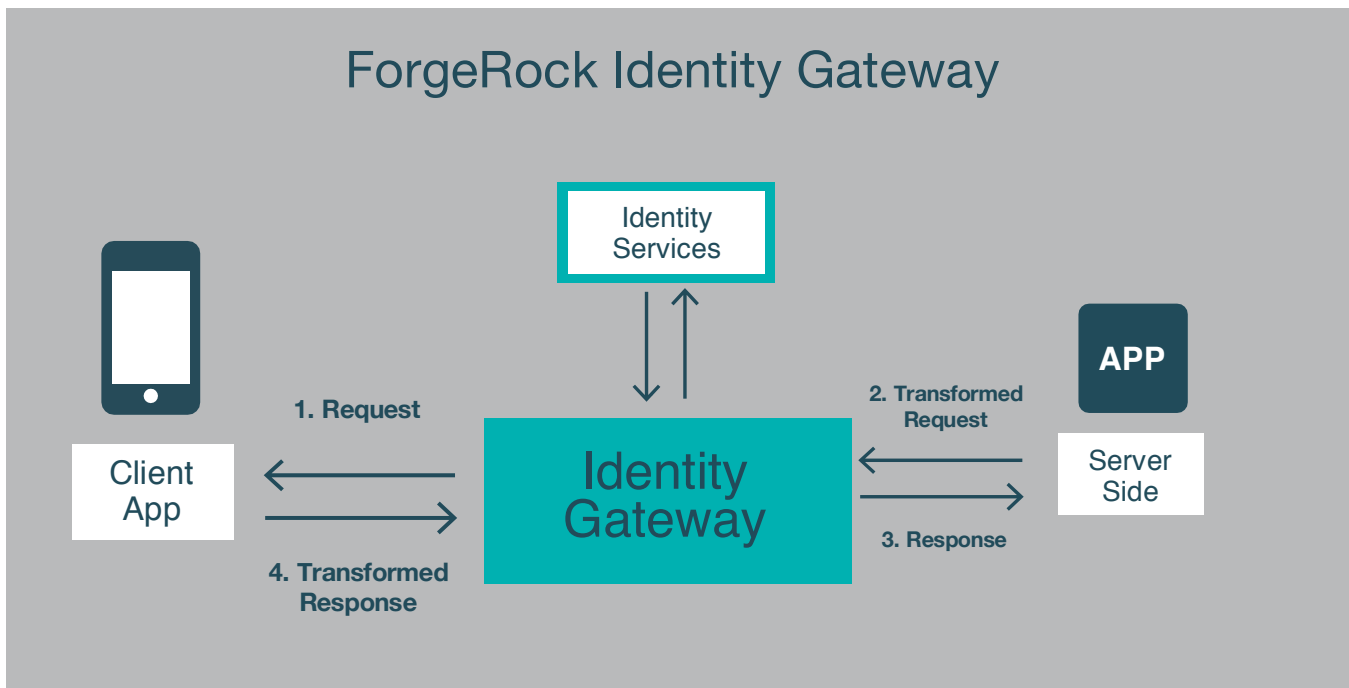 ForgeRock Identity Gateway
Identity
Services
APP
1. Request
2. Transformed
Request
Client
App
Identity
Gateway
Server
Side
3. Response
4. Transformed
Response